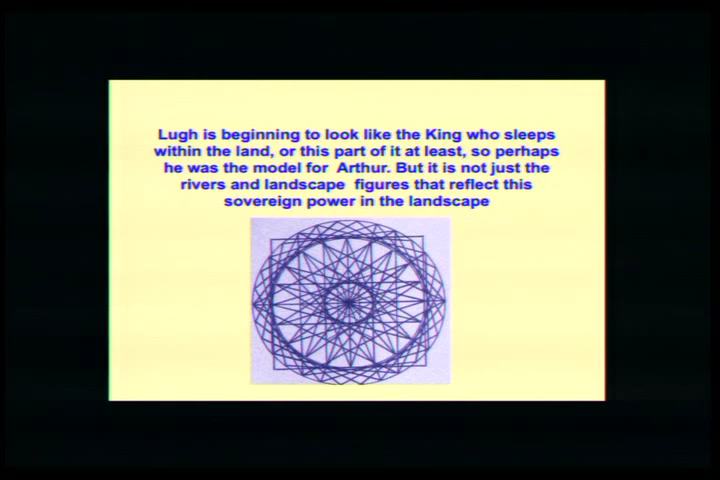 Lugh is beginning to look like the King who sleeps
within the land, or this part of it at least, so perhaps
he was the model for  Arthur. But it is not just the
rivers and landscape  figures that reflect this
sovereign power in the landscape